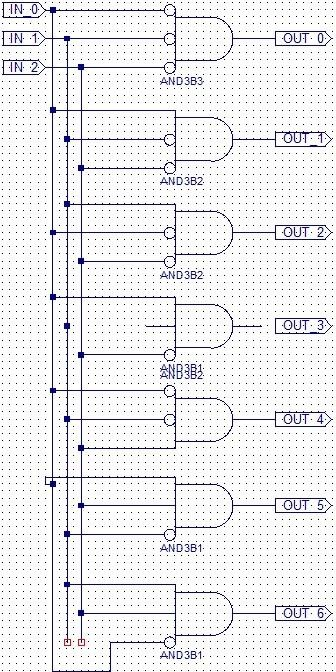 IN_0
IN_1 OUT_0
IN_2
AND3B3
OUT_1
AND3B2
OUT_2
AND3B2
OUT_3
AND3B1
AND3B2
OUT_4
OUT_5
AND3B1
OUT_6
AND3B1